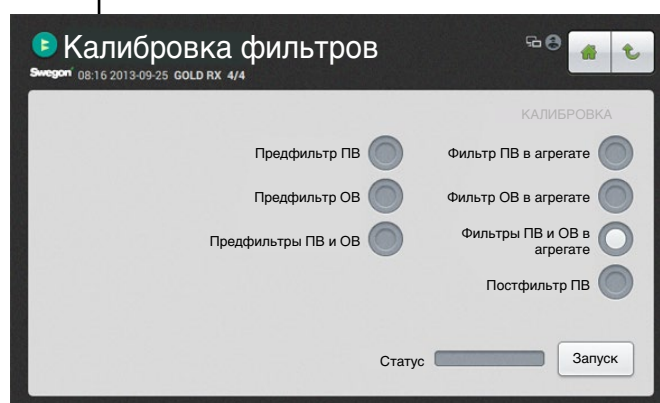 Калибровка фильтров
Swegon 08:16 2013-09-25 GOLD RX 4/4
КАЛИБРОВКА
Предфильтр ПВ
Фильтр ПВ в агрегате
Предфильтр ОВ
Фильтр ОВ в агрегате
Предфильтры ПВ и ОВ
Фильтры ПВ и ОВ в
агрегате
Постфильтр ПВ
Статус
Запуск